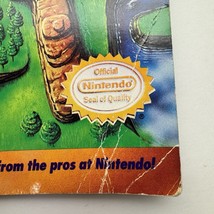 Official
Nintendo
Seal of Quality
from the pros at Nintendo!